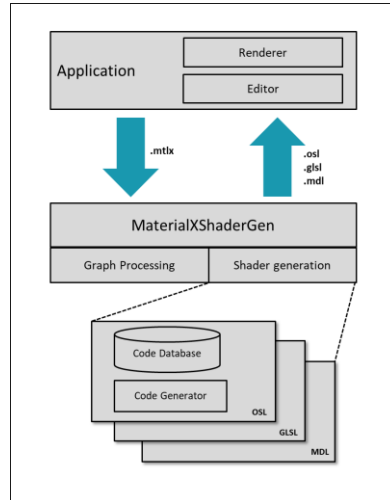 Renderer
Application
Editor
.mtlx
.osl
.glsl
.mdl
MaterialXShaderGen
Graph Processing
Shader generation
Code Database
Code Generator
OSL
GLSL
MDL